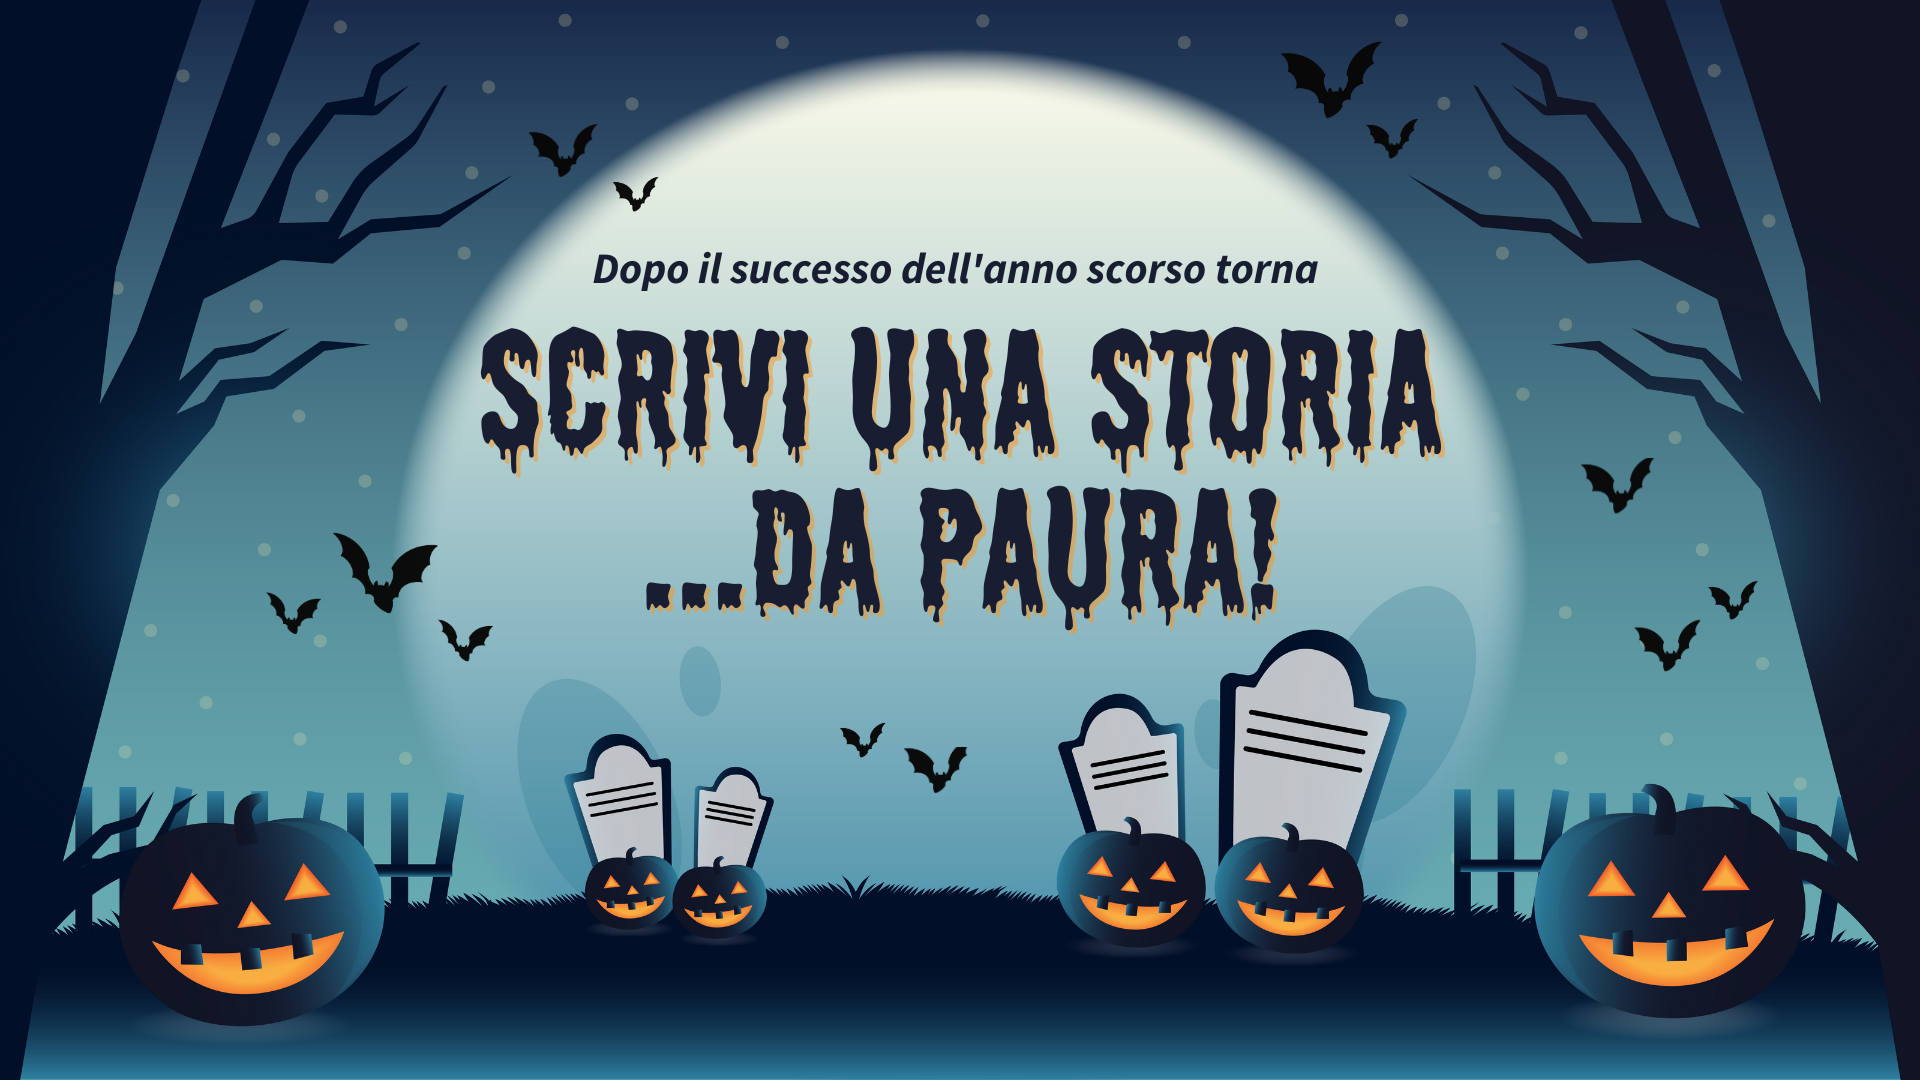 Dopo il successo dell'anno scorso torna
SCRIVI UNA STORIA
...DA PAURA!